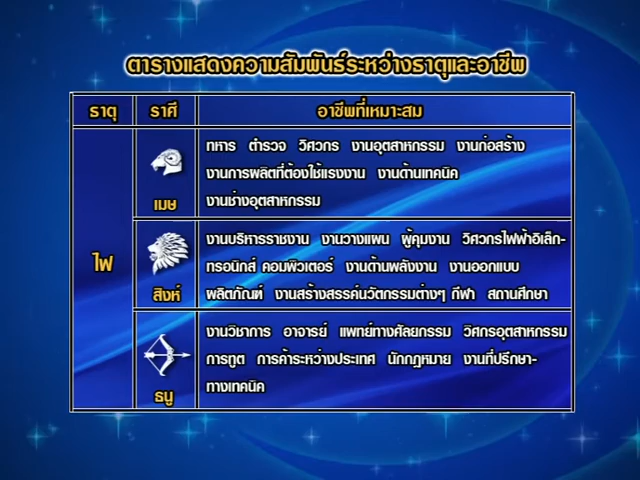 ตารางแสดงความสัมพันธ์ระหว่างธาตุและอาชีพ
ธาตุ ราศี อาชีพที่เหมาะสม
ไฟ
เมษ
ทหาร ตำรวจ วิศวกร งานอุตสาหกรรม งานก่อสร้าง
งานการผลิตที่ต้องใช้แรงงาน งานด้านเทคนิค
งานช่างอุตสาหกรรม
สิงห์
งานบริหารราชงาน งานวางแผน ผู้คุมงาน วิศวกรไฟฟ้าอิเล็ก-
ทรอนิกส์ คอมพิวเตอร์ งานด้านพลังงาน งานออกแบบ
ผลิตภัณฑ์ งานสร้างสรรค์นวัตกรรมต่างๆ กีฬา สถานศึกษา
ธนู
งานวิชาการ อาจารย์ แพทย์ทางศัลยกรรม วิศกรอุตสาหกรรม
การทูต การค้าระหว่างประเทศ นักกฎหมาย งานที่ปรึกษา-
ทางเทคนิค